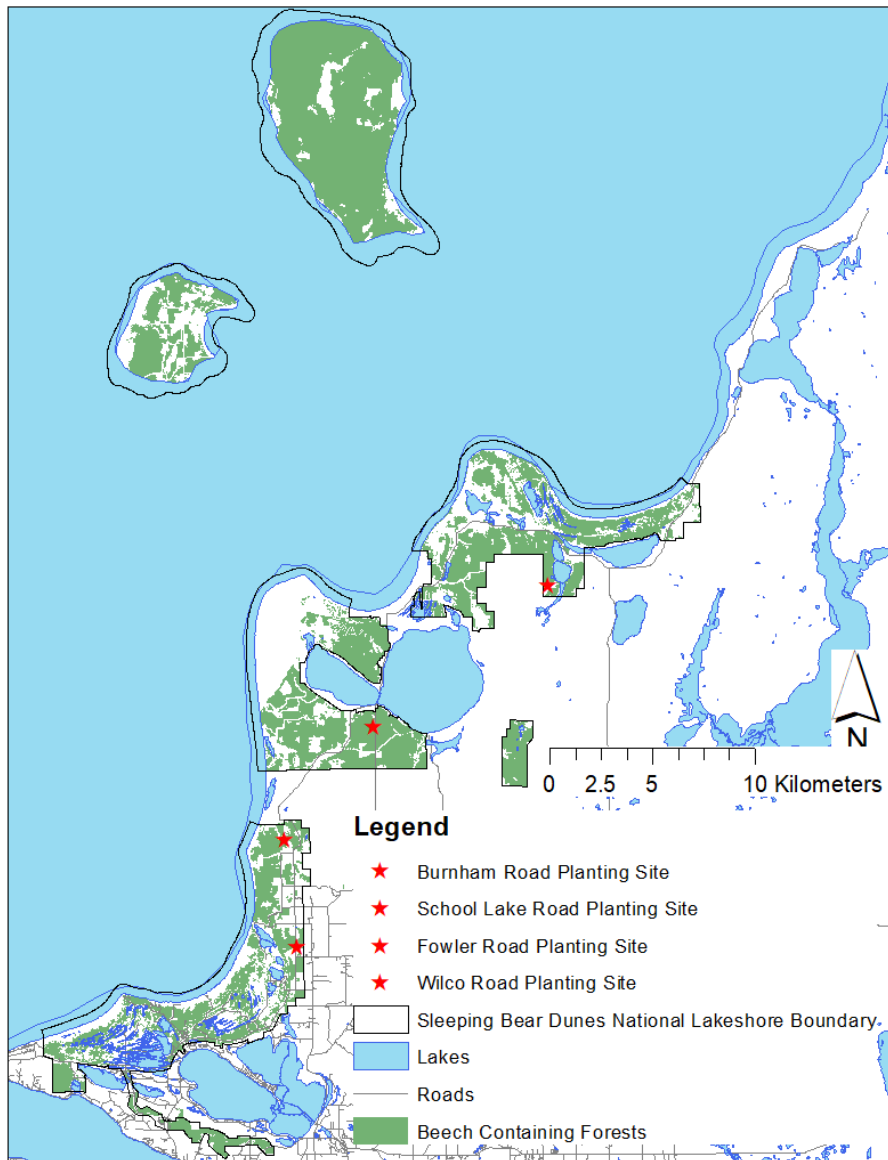 N
0 2.5 5 10 Kilometers
Legend
Burnham Road Planting Site
School Lake Road Planting Site
Fowler Road Planting Site
Wilco Road Planting Site
Sleeping Bear Dunes National Lakeshore Boundary
Lakes
Roads
Beech Containing Forests